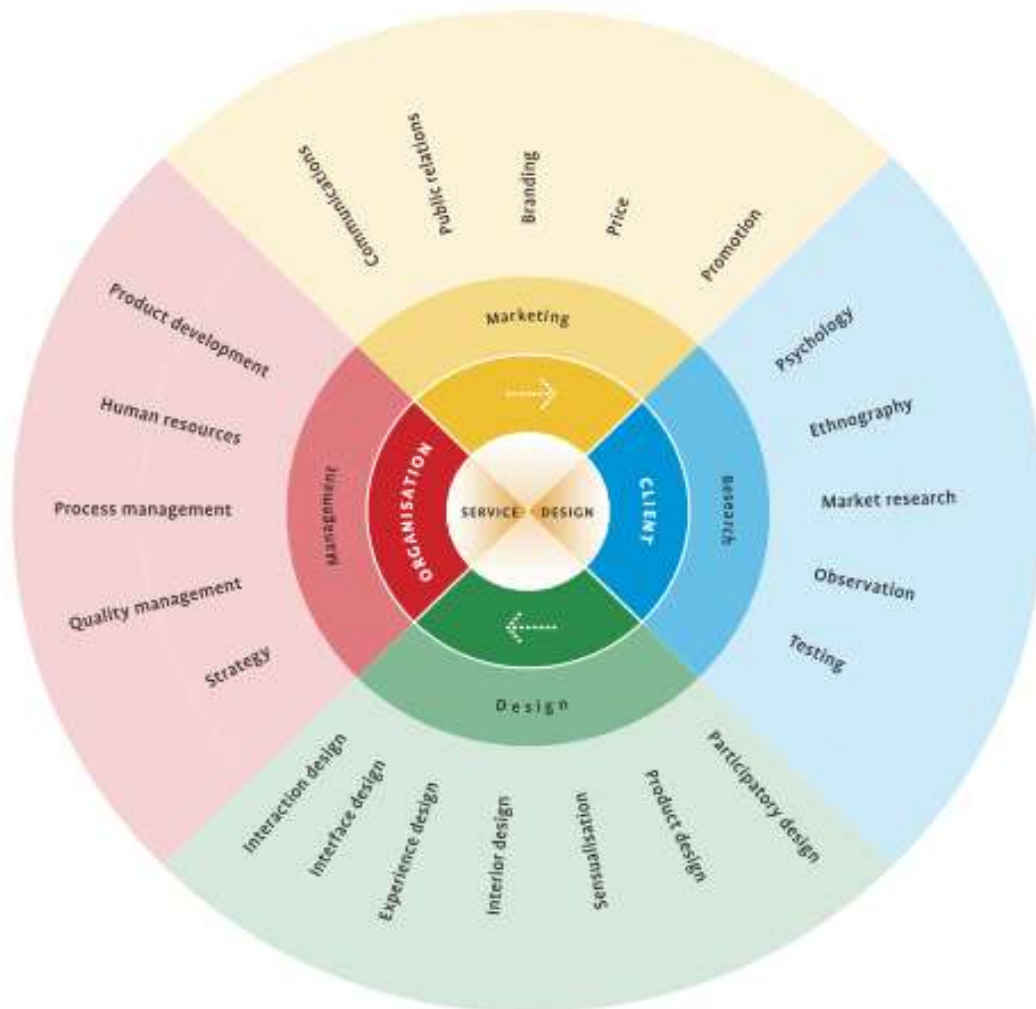 Communications
Public relations
Branding
Price
Promotion
Marketing
Product development
Human resources
Process management
Quality management
Strategy
Management
ORGANISATION
SERVICE DESIGN
CLIENT
Research
Psychology
Ethnography
Market research
Observation
Testing
Design
Interaction design
Interface design
Experience design
Interior design
Sensualisation
Product design
Participatory design